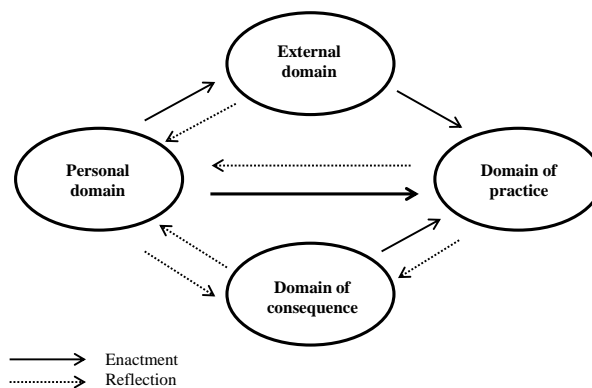 External
domain
Personal
domain
Domain of
practice
Domain of
consequence
Enactment
Reflection